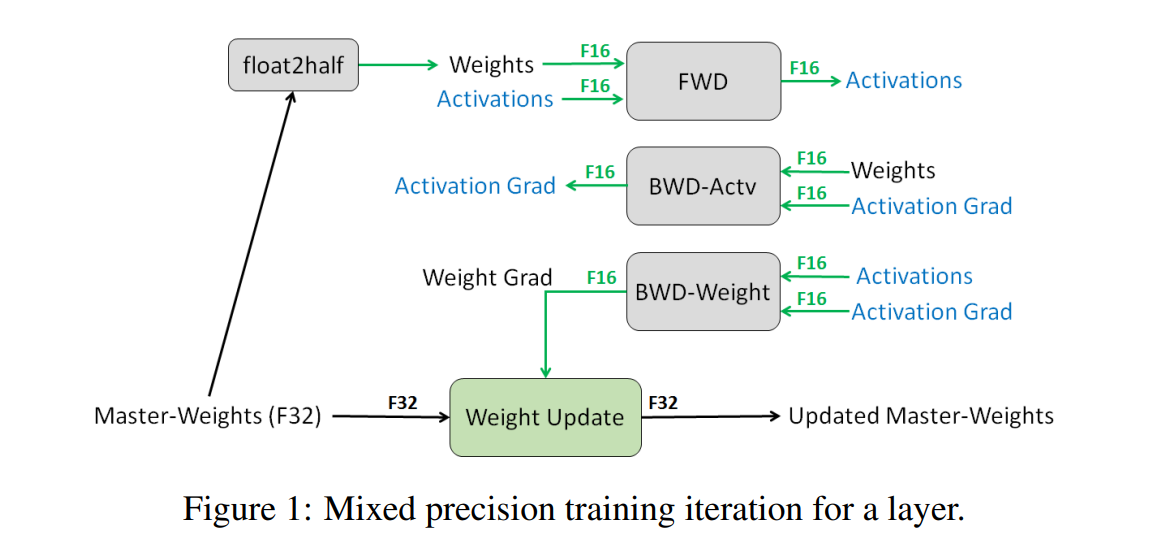 float2half
Weights
F16
Activations
F16
FWD
F16
Activations
Activation Grad
F16
BWD-Actv
F16
Weights
F16
Activation Grad
Weight Grad
F16
BWD-Weight
F16
Activations
F16
Activation Grad
Master-Weights (F32)
F32
Weight Update
F32
Updated Master-Weights
Figure 1: Mixed precision training iteration for a layer.